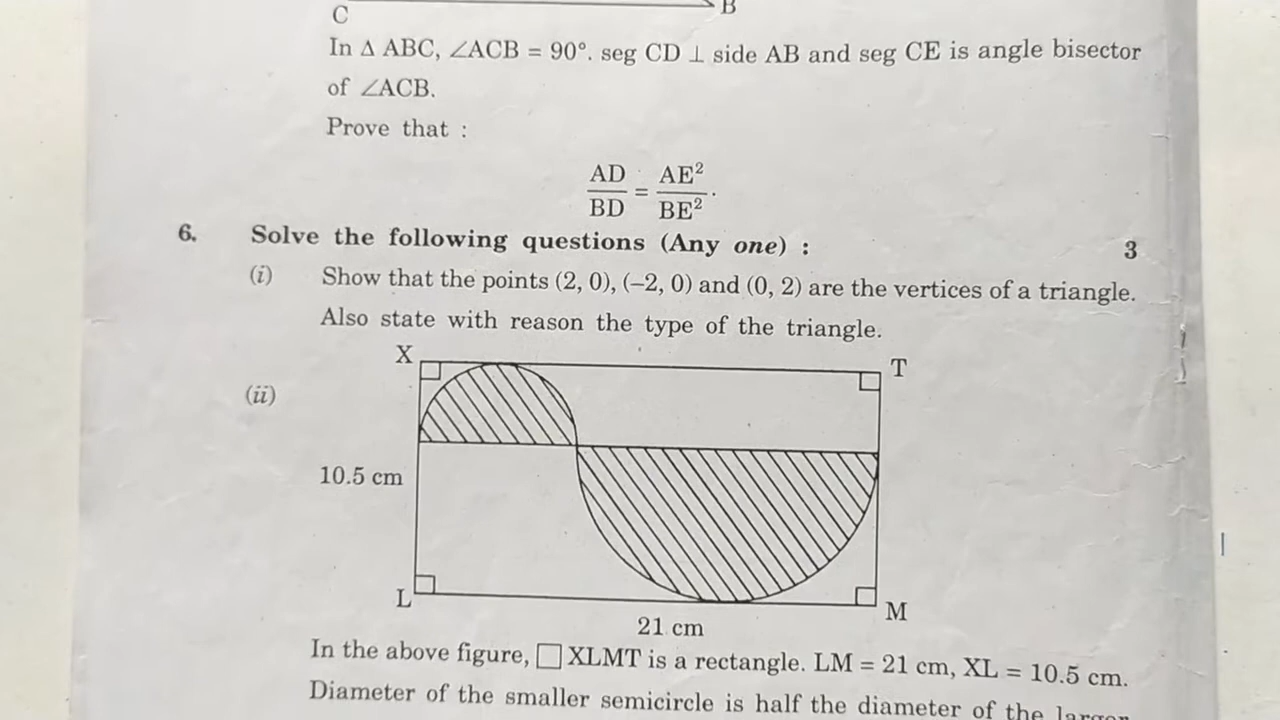 C B
In Δ ABC, ∠ACB = 90°. seg CD ⊥ side AB and seg CE is angle bisector
of ∠ACB.
Prove that :
AD/BD = AE²/BE².
6. Solve the following questions (Any one) : 3
(i) Show that the points (2, 0), (–2, 0) and (0, 2) are the vertices of a triangle.
Also state with reason the type of the triangle.
X T
(ii)
10.5 cm
L M
21 cm
In the above figure, □ XLMT is a rectangle. LM = 21 cm, XL = 10.5 cm.
Diameter of the smaller semicircle is half the diameter of the larger